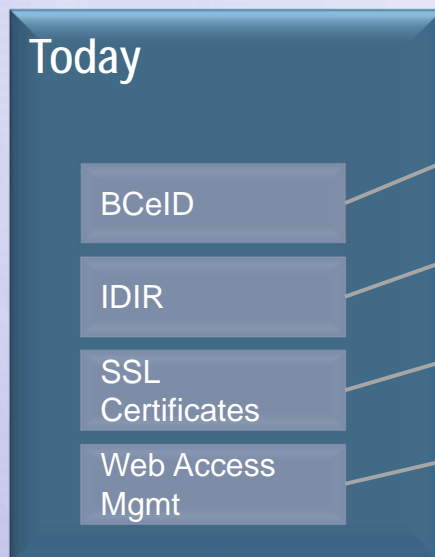 Today
BCeID
IDIR
SSL
Certificates
Web Access
Mgmt